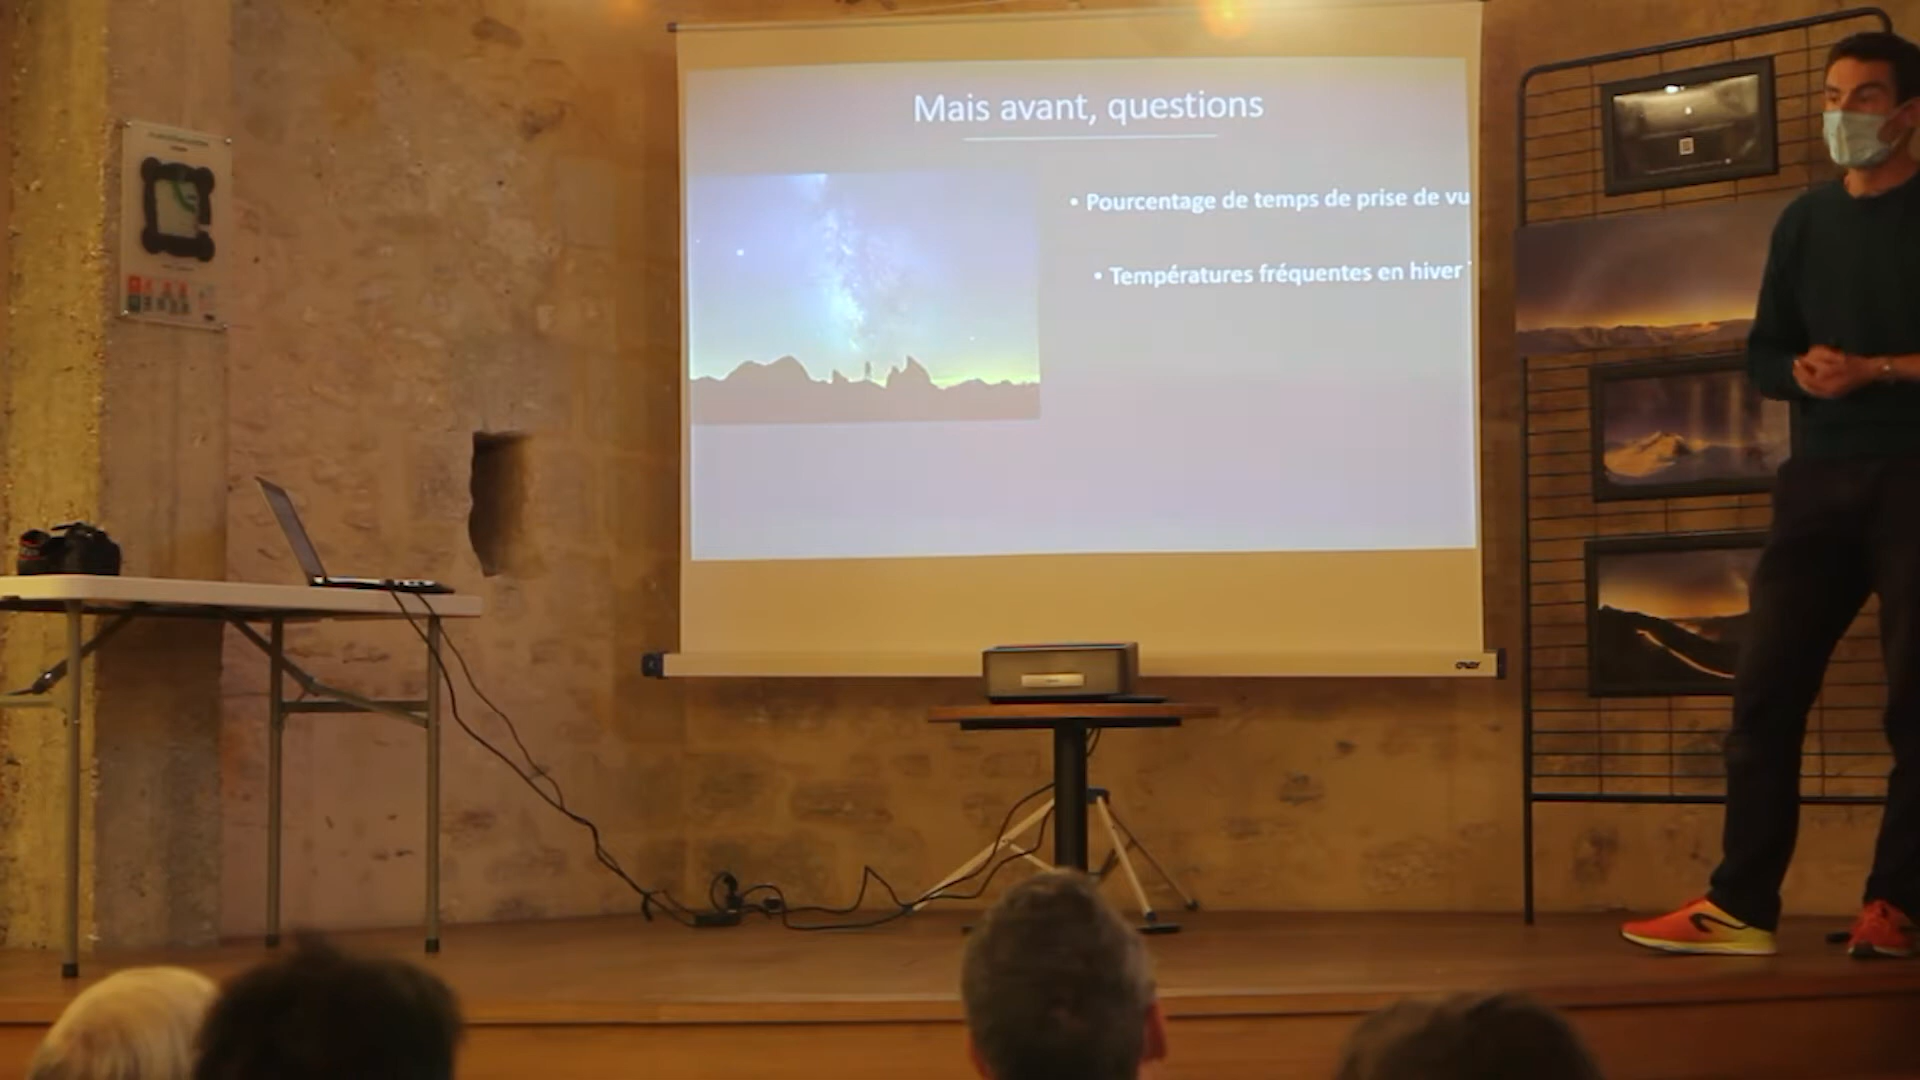 Mais avant, questions
• Pourcentage de temps de prise de vu
• Températures fréquentes en hiver